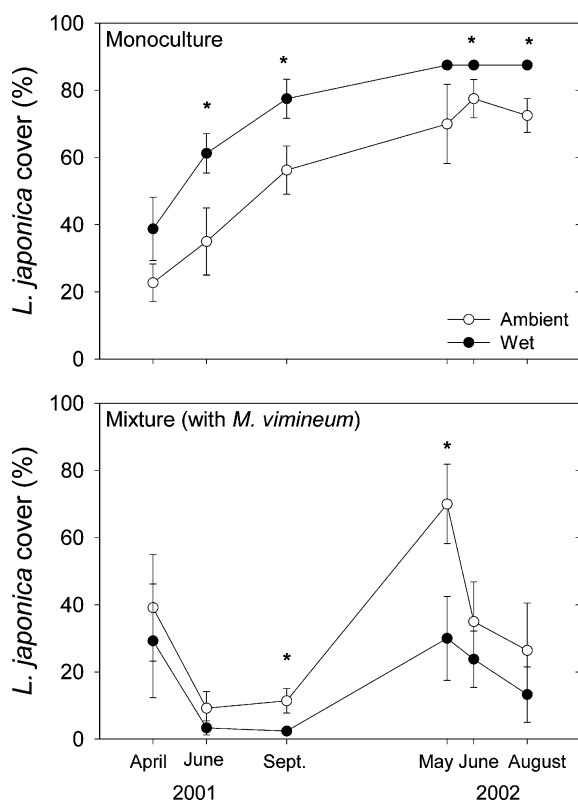 100
Monoculture
*
*
*
*
80
60
40
20
0
L. japonica cover (%)
Ambient
Wet
100
Mixture (with M. vimineum)
*
*
80
60
40
20
0
L. japonica cover (%)
April June Sept. May June August
2001 2002